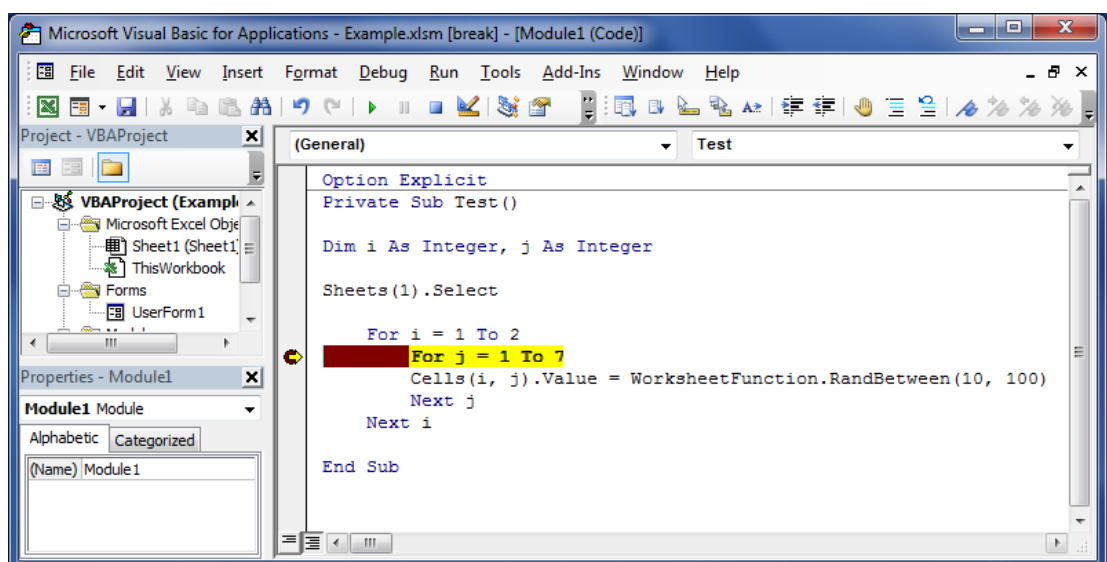 Microsoft Visual Basic for Applications - Example.xlsm [break] - [Module1 (Code)]
File Edit View Insert Format Debug Run Tools Add-Ins Window Help
Project - VBAProject
VBAProject (Exampl
Microsoft Excel Obje
Sheet1 (Sheet1
ThisWorkbook
Forms
UserForm1
Properties - Module1
Module1 Module
Alphabetic Categorized
(Name) Module1
(General) Test
Option Explicit
Private Sub Test()
Dim i As Integer, j As Integer
Sheets(1).Select
For i = 1 To 2
For j = 1 To 7
Cells(i, j).Value = WorksheetFunction.RandBetween(10, 100)
Next j
Next i
End Sub